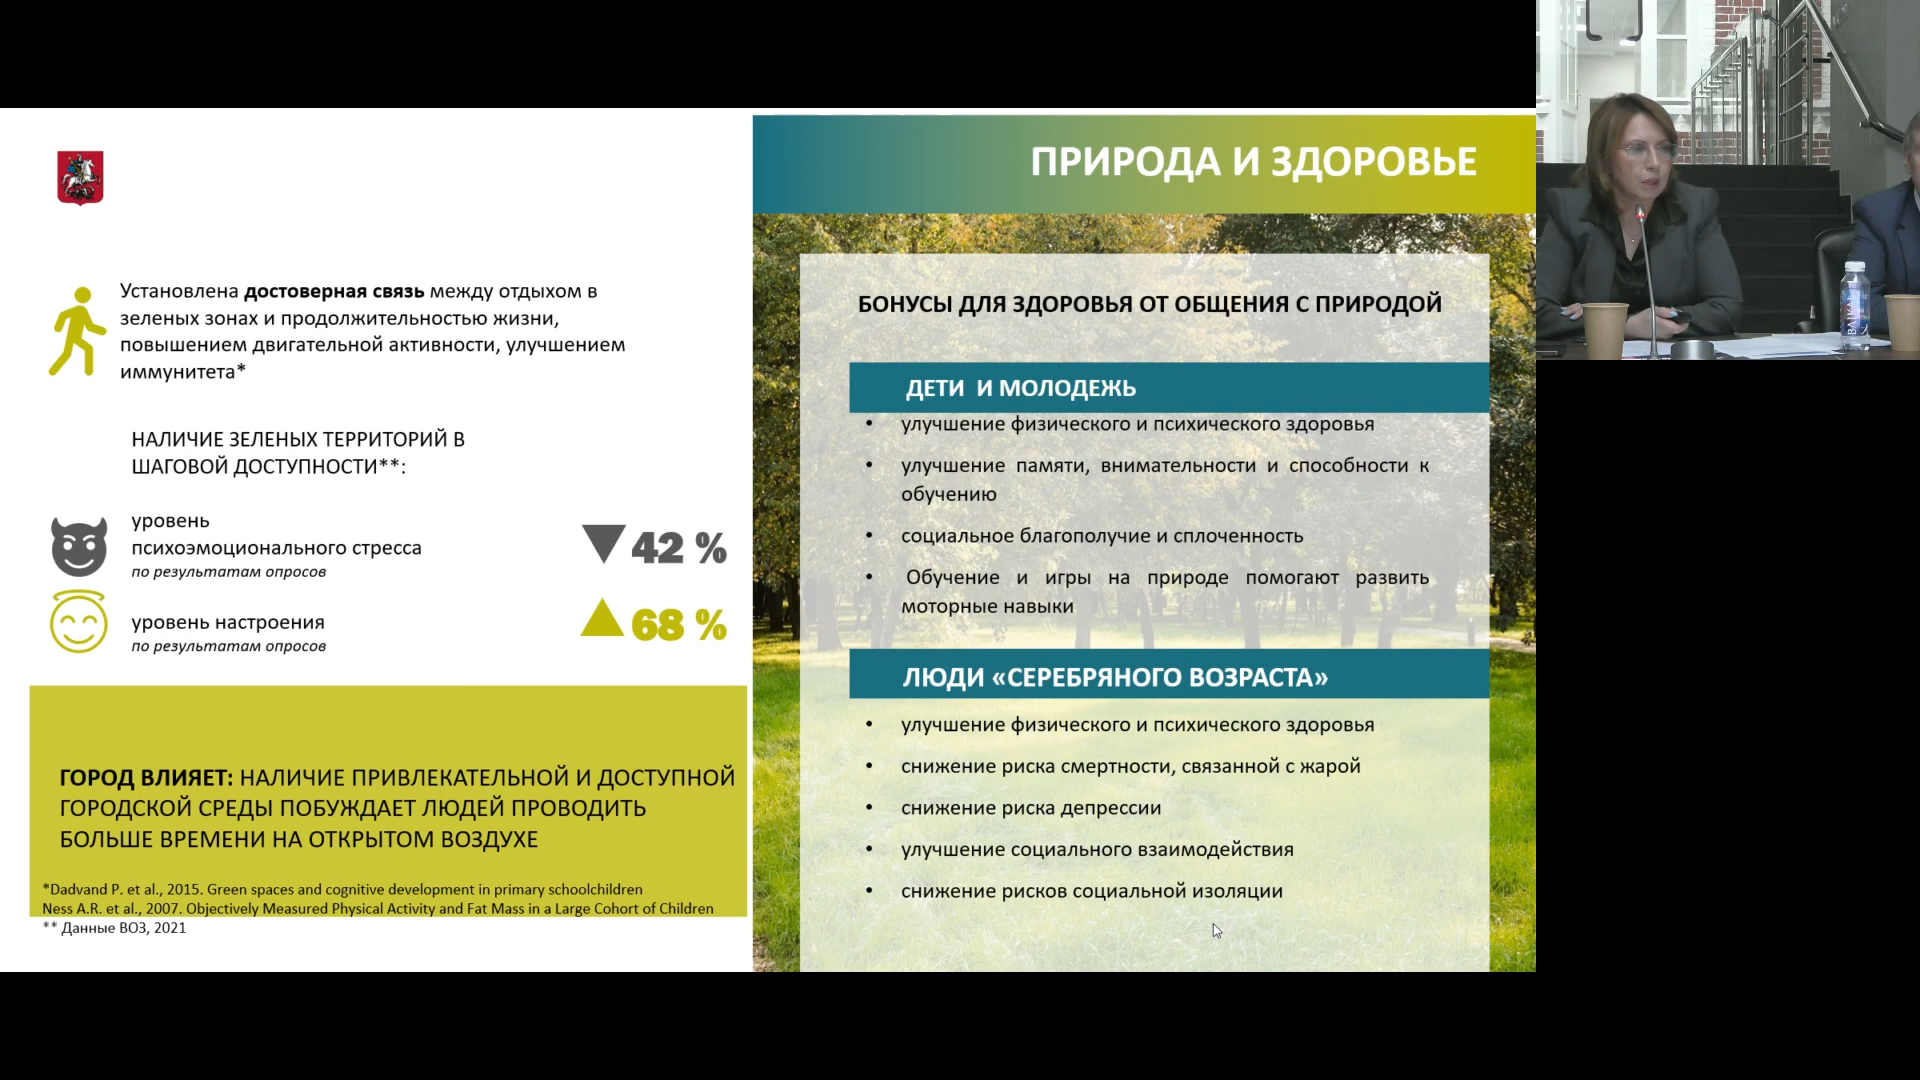 ПРИРОДА И ЗДОРОВЬЕ
Установлена достоверная связь между отдыхом в
зеленых зонах и продолжительностью жизни,
повышением двигательной активности, улучшением
иммунитета*
НАЛИЧИЕ ЗЕЛЕНЫХ ТЕРРИТОРИЙ В
ШАГОВОЙ ДОСТУПНОСТИ**:
уровень
психоэмоционального стресса
по результатам опросов
42 %
уровень настроения
по результатам опросов
68 %
ГОРОД ВЛИЯЕТ: НАЛИЧИЕ ПРИВЛЕКАТЕЛЬНОЙ И ДОСТУПНОЙ
ГОРОДСКОЙ СРЕДЫ ПОБУЖДАЕТ ЛЮДЕЙ ПРОВОДИТЬ
БОЛЬШЕ ВРЕМЕНИ НА ОТКРЫТОМ ВОЗДУХЕ
*Dadvand P. et al., 2015. Green spaces and cognitive development in primary schoolchildren
Ness A.R. et al., 2007. Objectively Measured Physical Activity and Fat Mass in a Large Cohort of Children
** Данные ВОЗ, 2021
БОНУСЫ ДЛЯ ЗДОРОВЬЯ ОТ ОБЩЕНИЯ С ПРИРОДОЙ
ДЕТИ И МОЛОДЕЖЬ
• улучшение физического и психического здоровья
• улучшение памяти, внимательности и способности к
обучению
• социальное благополучие и сплоченность
• Обучение и игры на природе помогают развить
моторные навыки
ЛЮДИ «СЕРЕБРЯНОГО ВОЗРАСТА»
• улучшение физического и психического здоровья
• снижение риска смертности, связанной с жарой
• снижение риска депрессии
• улучшение социального взаимодействия
• снижение рисков социальной изоляции